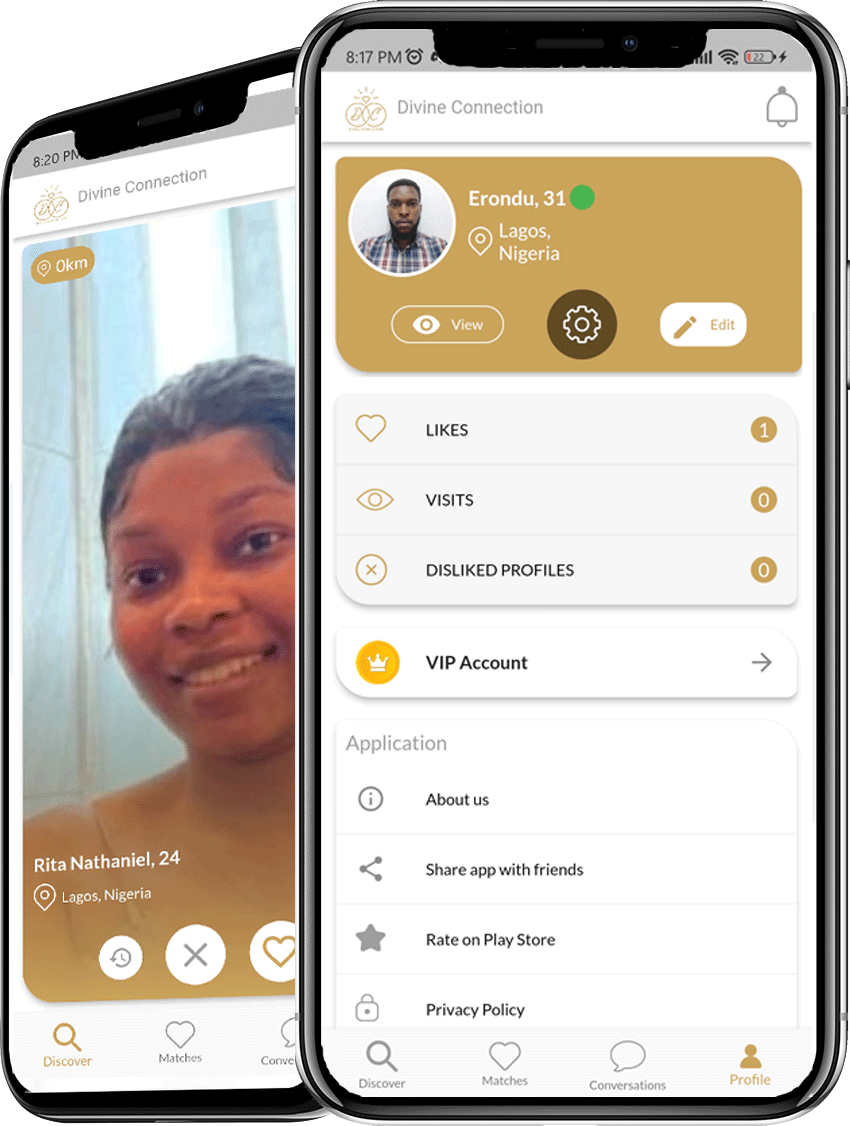 8:20 PM
Divine Connection
0km
Rita Nathaniel, 24
Lagos, Nigeria
Discover
Matches
8:17 PM
22
Divine Connection
Erondu, 31
Lagos,
Nigeria
View
Edit
LIKES
1
VISITS
0
DISLIKED PROFILES
0
VIP Account
Application
About us
Share app with friends
Rate on Play Store
Privacy Policy
Discover
Matches
Conversations
Profile